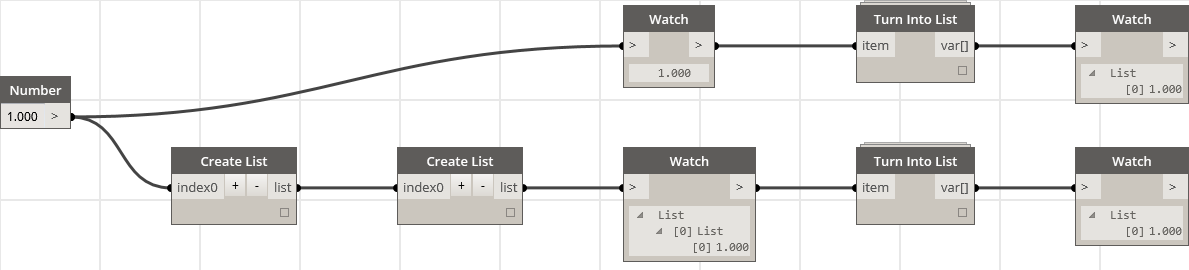 Number
1.000 >
Watch
> >
1.000
Turn Into List
item var[]
Watch
> >
List
[0] 1.000
Create List
index0 + - list
Create List
index0 + - list
Watch
> >
List
[0] List
[0] 1.000
Turn Into List
item var[]
Watch
> >
List
[0] 1.000